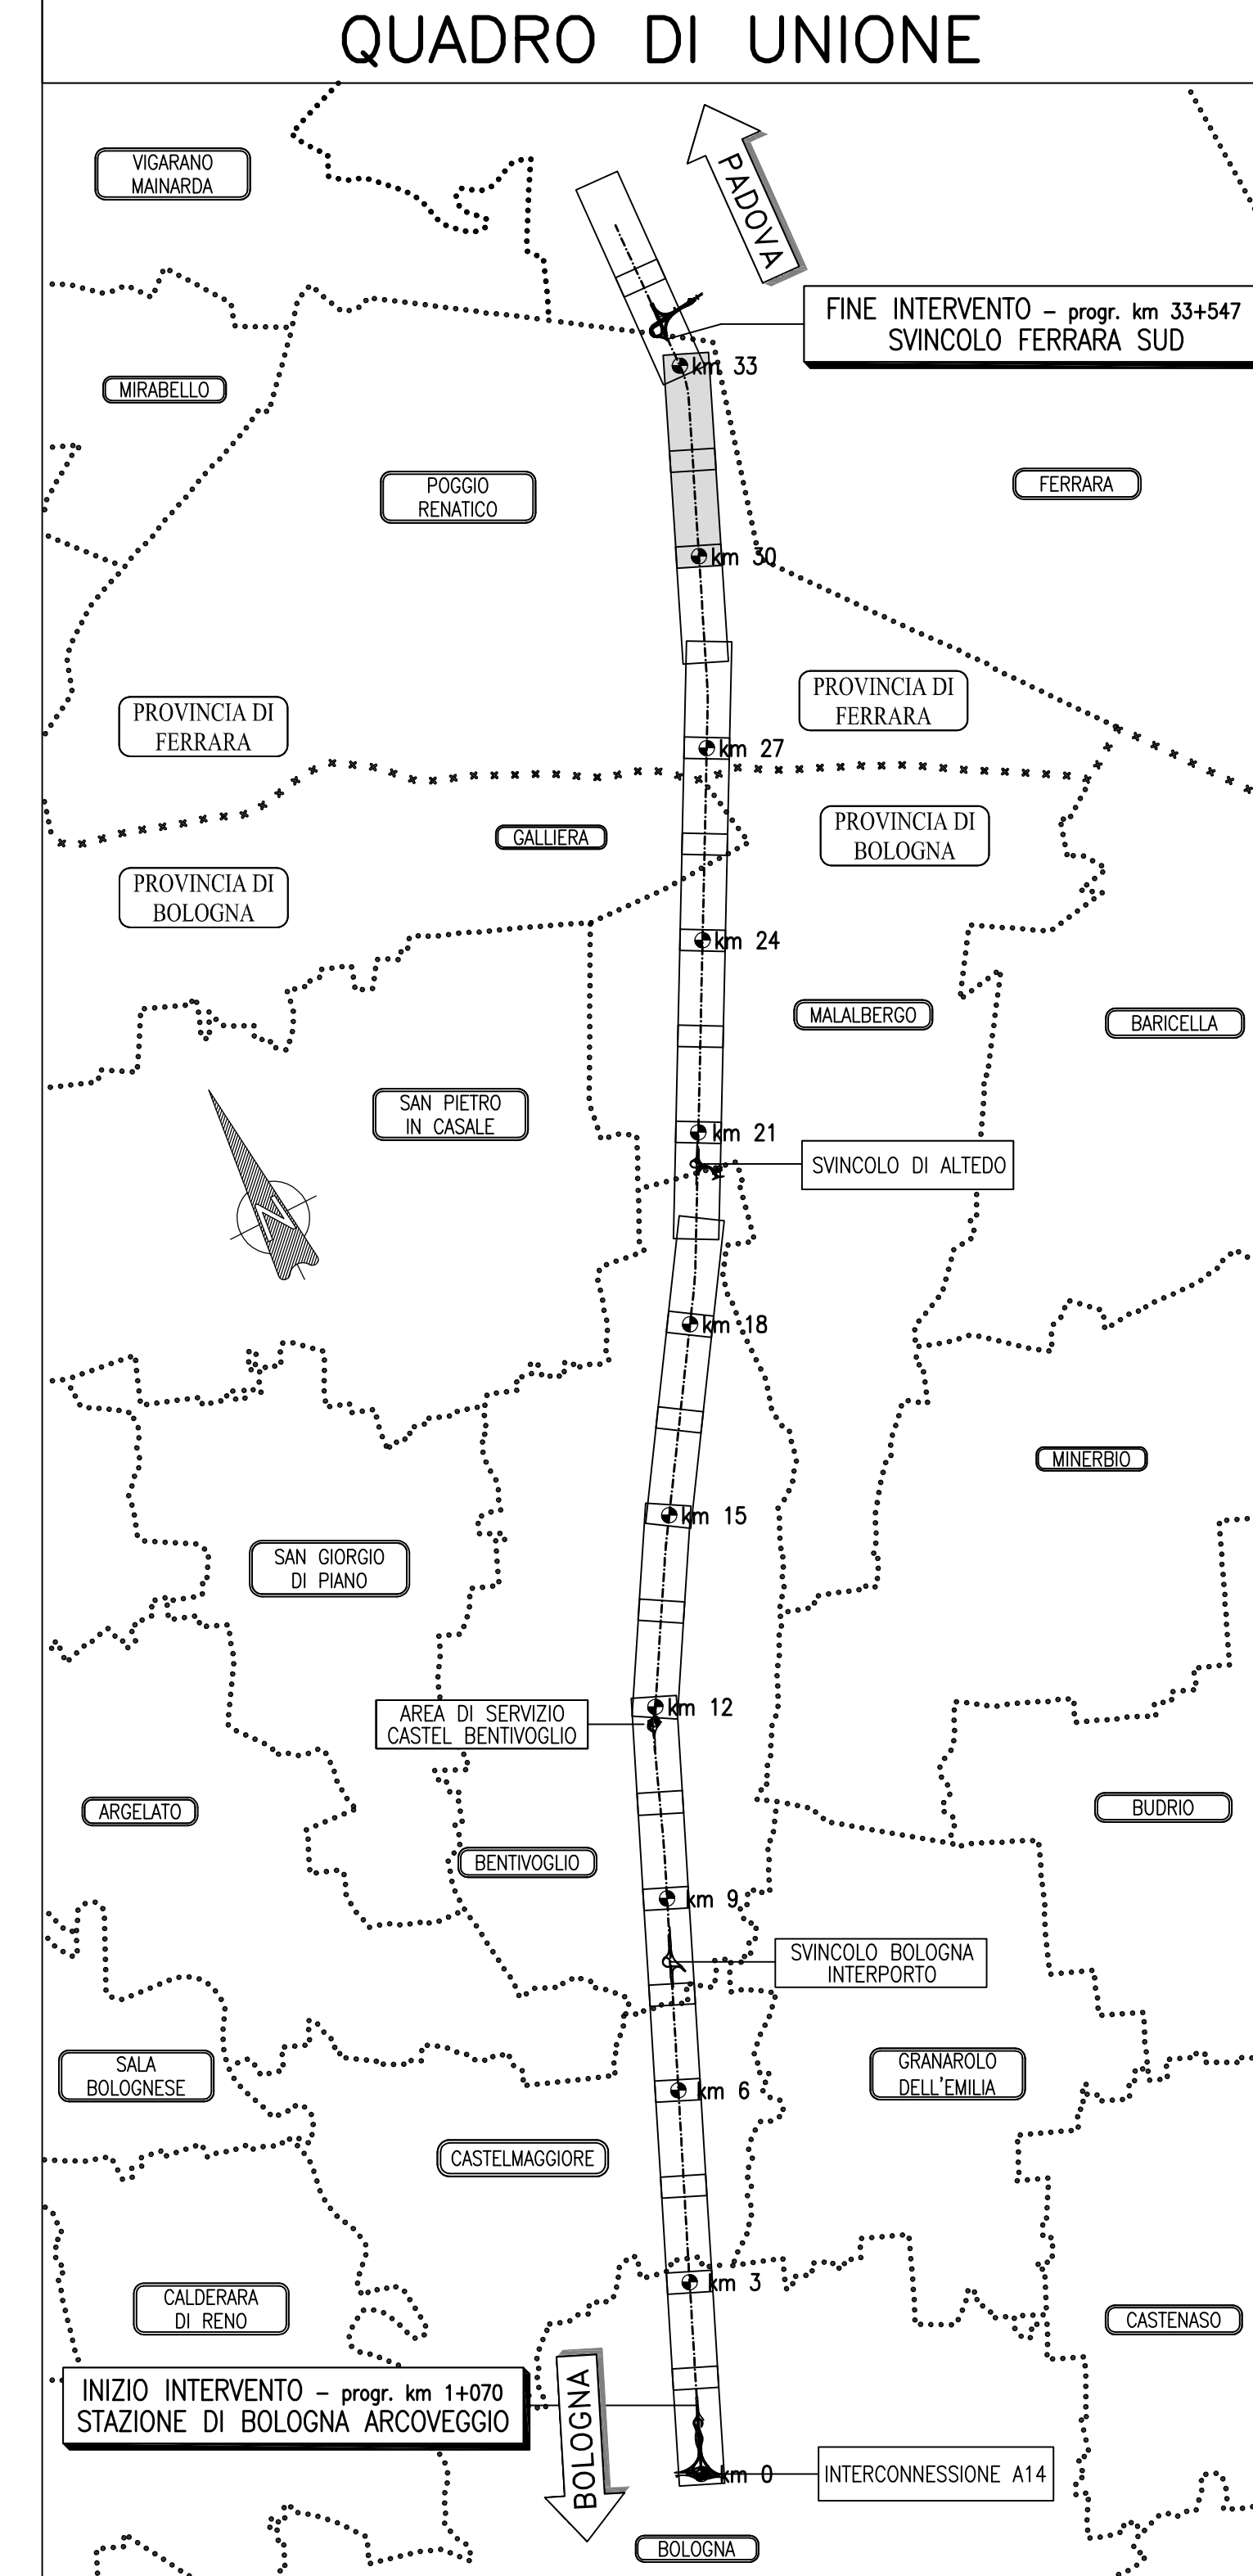 QUADRO DI UNIONE
VIGARANO
MAINARDA
PADOVA
FINE INTERVENTO – progr. km 33+547
SVINCOLO FERRARA SUD
km 33
MIRABELLO
POGGIO
RENATICO
FERRARA
km 30
PROVINCIA DI
FERRARA
PROVINCIA DI
FERRARA
km 27
GALLIERA
PROVINCIA DI
BOLOGNA
PROVINCIA DI
BOLOGNA
km 24
MALALBERGO
BARICELLA
SAN PIETRO
IN CASALE
km 21
SVINCOLO DI ALTEDO
N
km 18
MINERBIO
km 15
SAN GIORGIO
DI PIANO
km 12
AREA DI SERVIZIO
CASTEL BENTIVOGLIO
ARGELATO
BUDRIO
BENTIVOGLIO
km 9
SVINCOLO BOLOGNA
INTERPORTO
SALA
BOLOGNESE
GRANAROLO
DELL'EMILIA
km 6
CASTELMAGGIORE
km 3
CALDERARA
DI RENO
CASTENASO
INIZIO INTERVENTO – progr. km 1+070
STAZIONE DI BOLOGNA ARCOVEGGIO
BOLOGNA
km 0
INTERCONNESSIONE A14
BOLOGNA